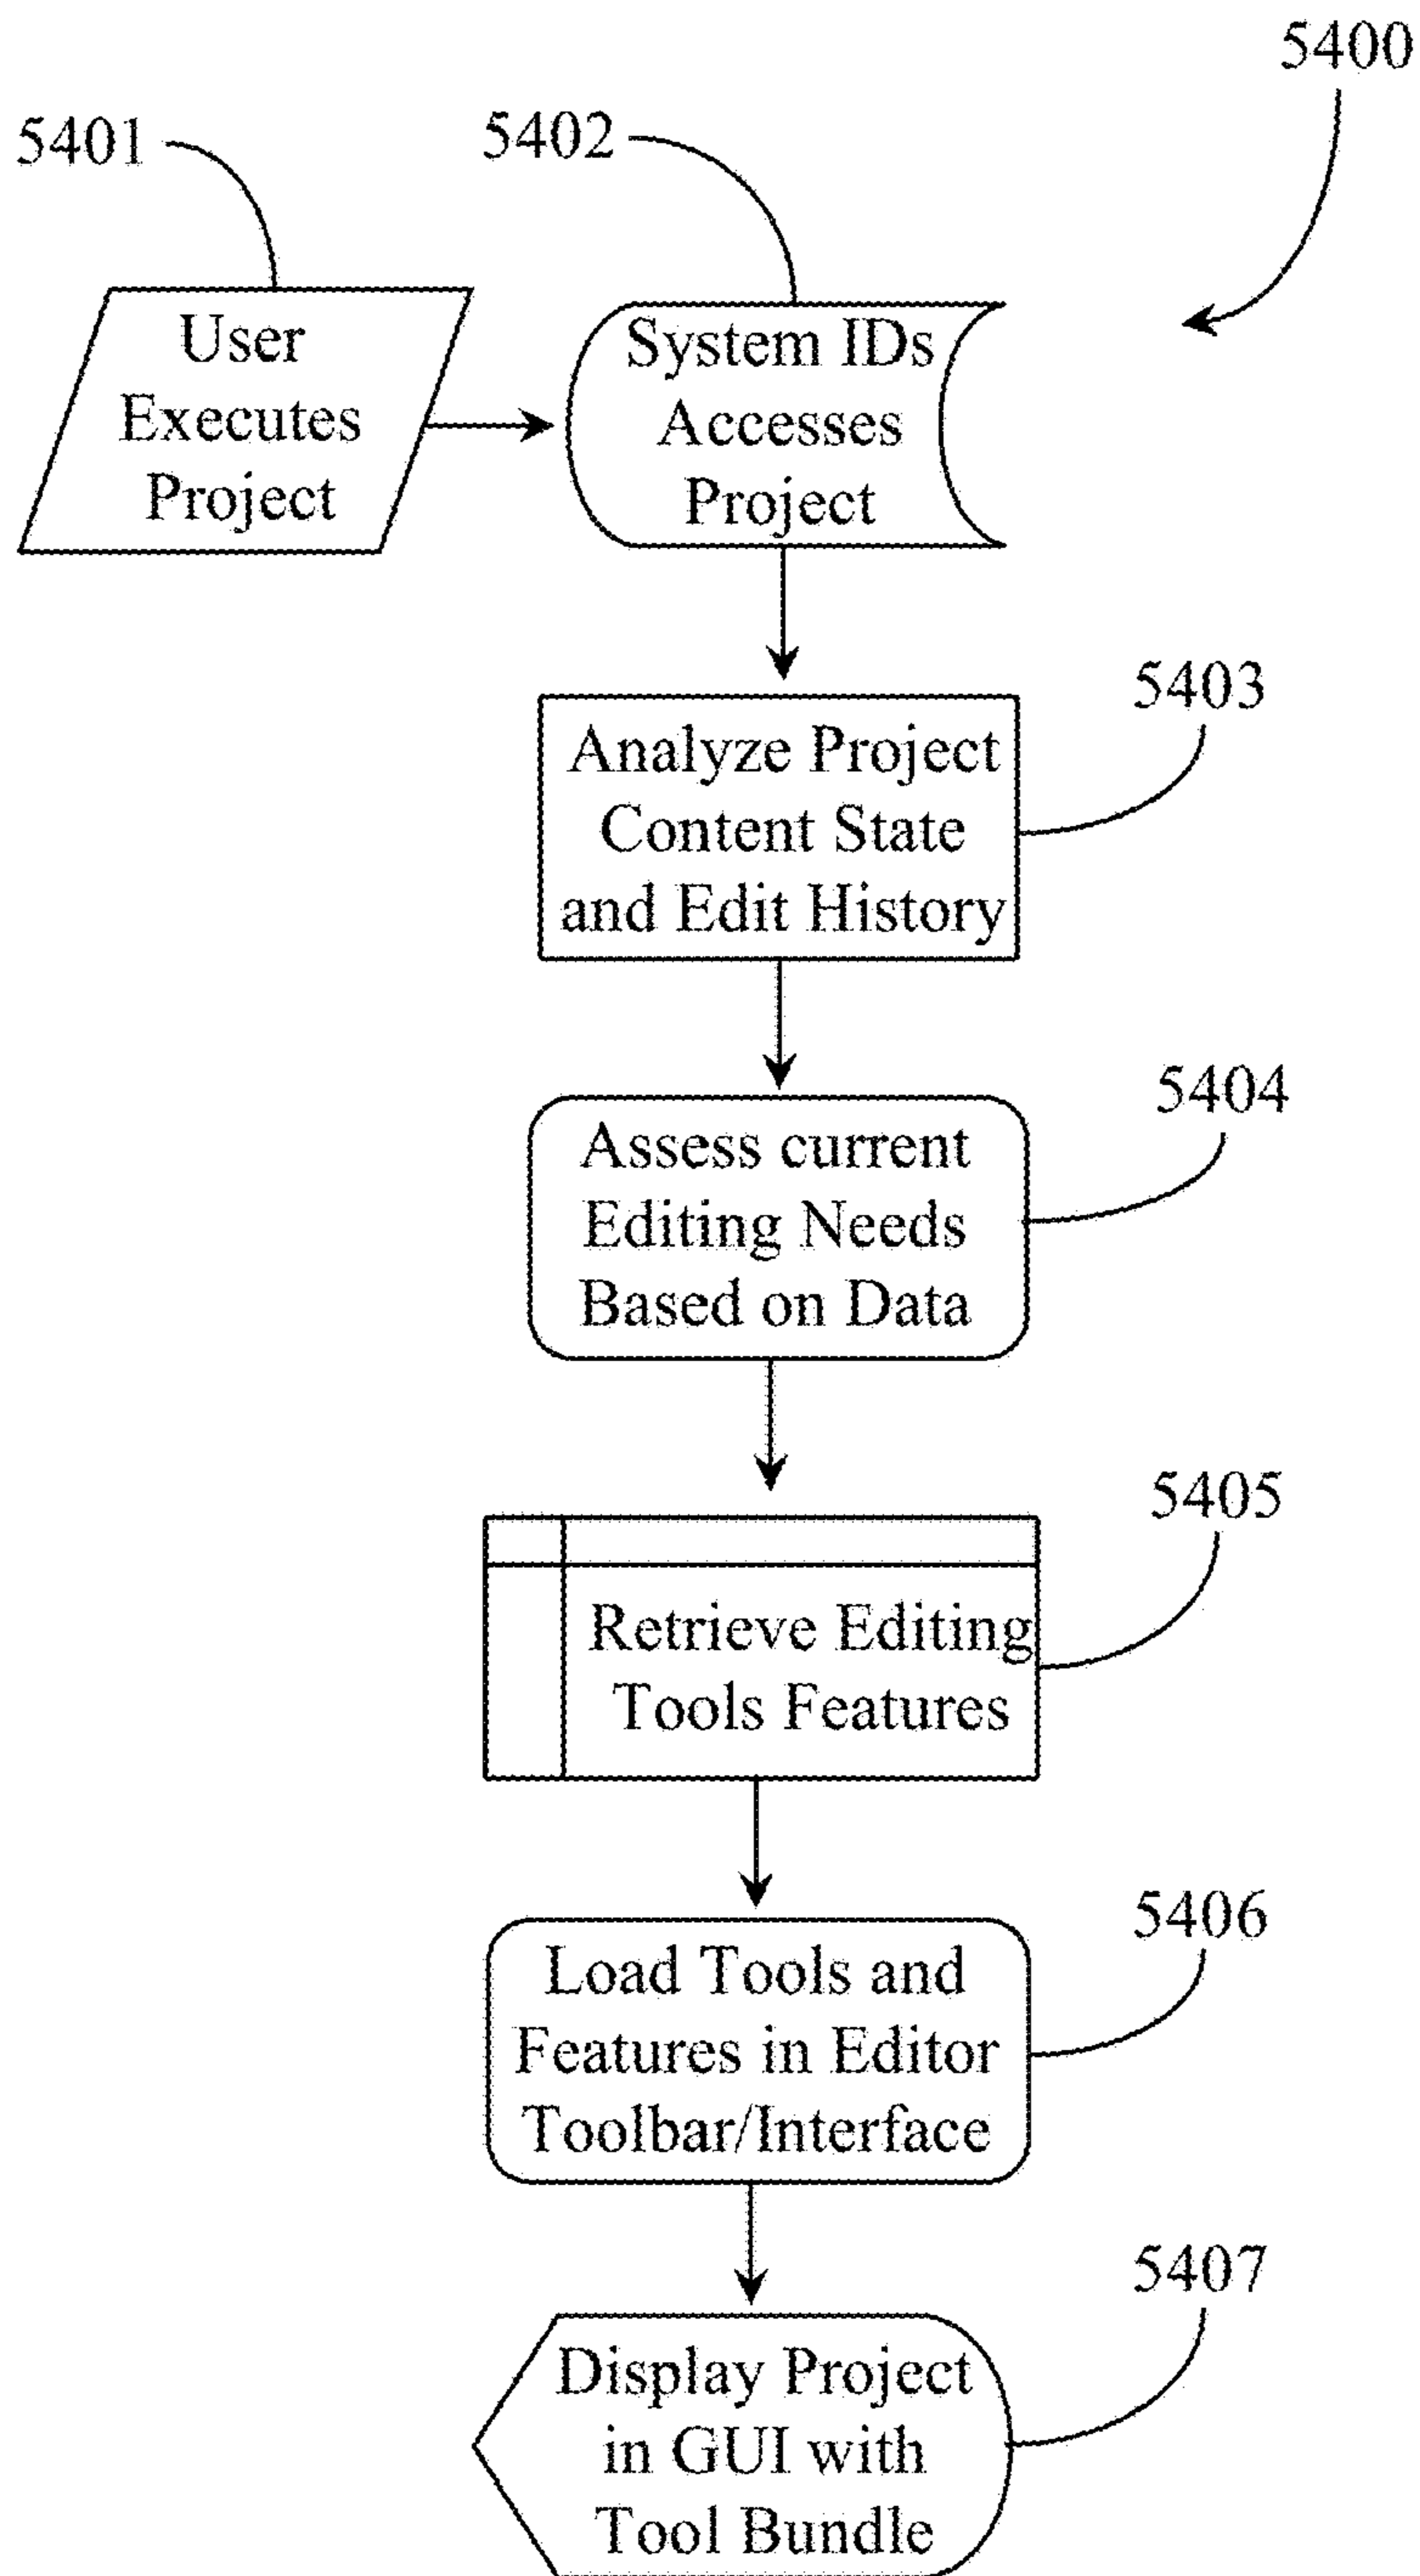 5400
5401
5402
User
Executes
Project
System IDs
Accesses
Project
5403
Analyze Project
Content State
and Edit History
5404
Assess current
Editing Needs
Based on Data
5405
Retrieve Editing
Tools Features
5406
Load Tools and
Features in Editor
Toolbar/Interface
5407
Display Project
in GUI with
Tool Bundle